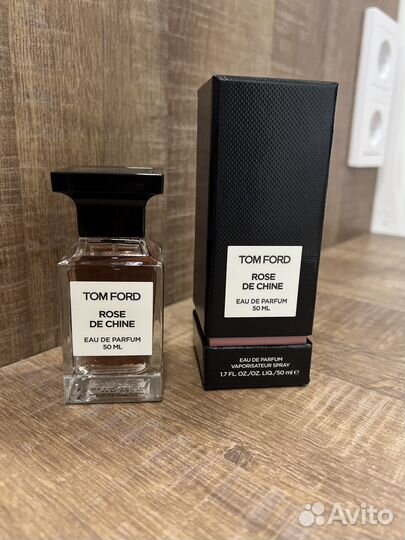 TOM FORD
ROSE
DE CHINE
EAU DE PARFUM
50 ML
TOM FORD
ROSE
DE CHINE
EAU DE PARFUM
50 ML
EAU DE PARFUM
VAPORISATEUR SPRAY
1.7 FL. OZ./OZ. LIQ./50 ml ℮
Avito